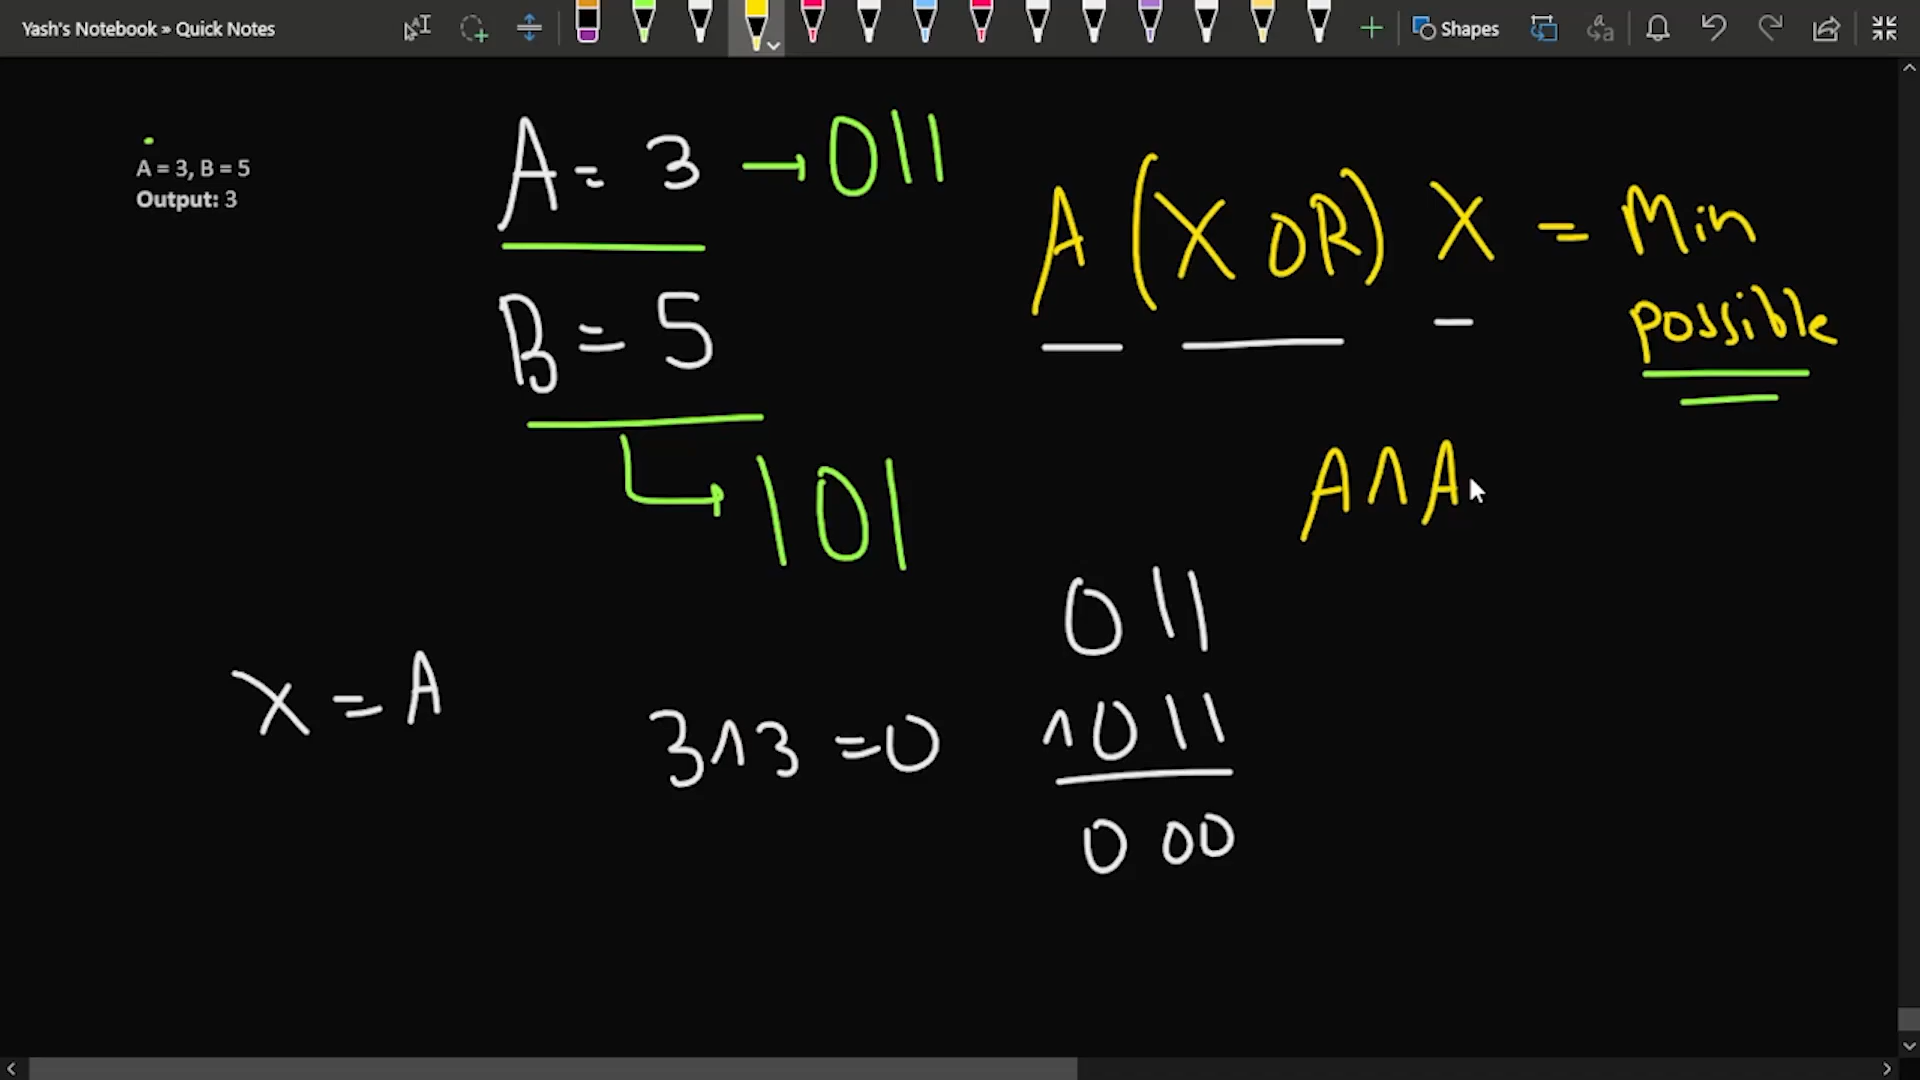 Yash's Notebook » Quick Notes
Shapes
A = 3, B = 5
Output: 3
A = 3 → 011
B = 5
101
A (XOR) X = Min
possible
A ^ A
X = A
3^3 = 0
011
^ 011
000